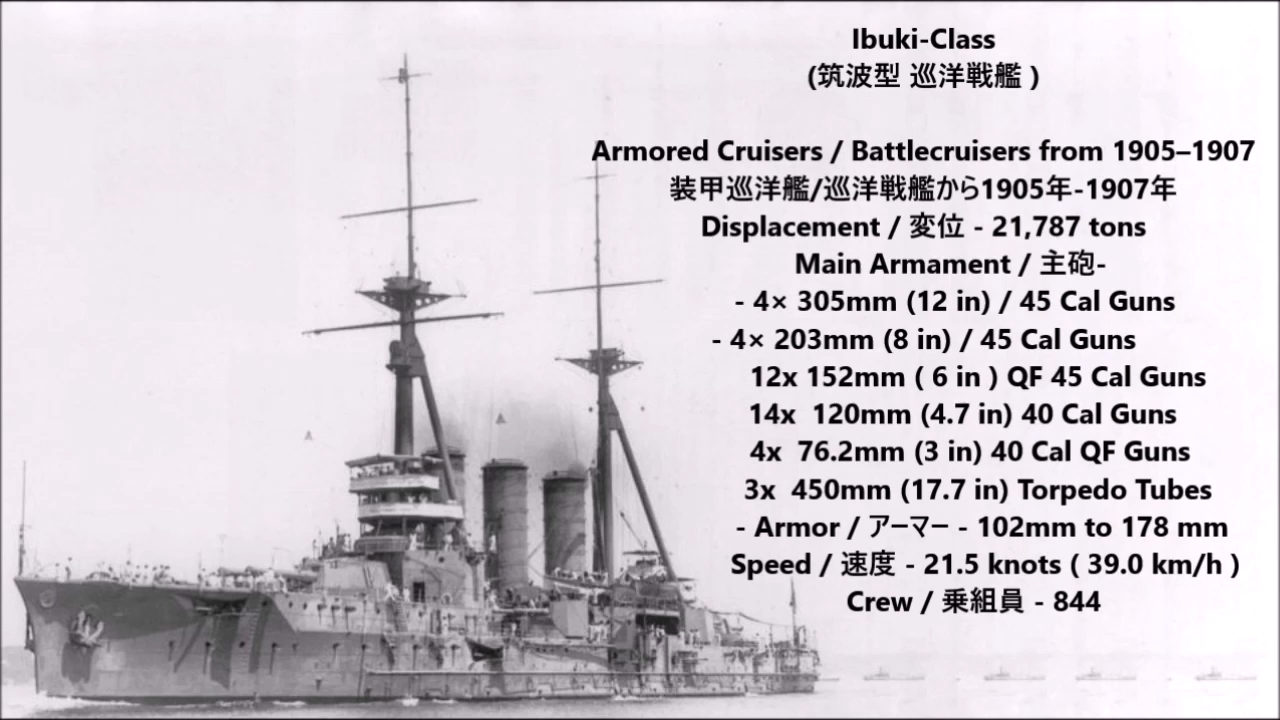 Ibuki-Class
(筑波型 巡洋戦艦 )
Armored Cruisers / Battlecruisers from 1905–1907
装甲巡洋艦/巡洋戦艦から1905年-1907年
Displacement / 変位 - 21,787 tons
Main Armament / 主砲-
- 4× 305mm (12 in) / 45 Cal Guns
- 4× 203mm (8 in) / 45 Cal Guns
12x 152mm ( 6 in ) QF 45 Cal Guns
14x  120mm (4.7 in) 40 Cal Guns
4x  76.2mm (3 in) 40 Cal QF Guns
3x  450mm (17.7 in) Torpedo Tubes
- Armor / アーマー - 102mm to 178 mm
Speed / 速度 - 21.5 knots ( 39.0 km/h )
Crew / 乗組員 - 844